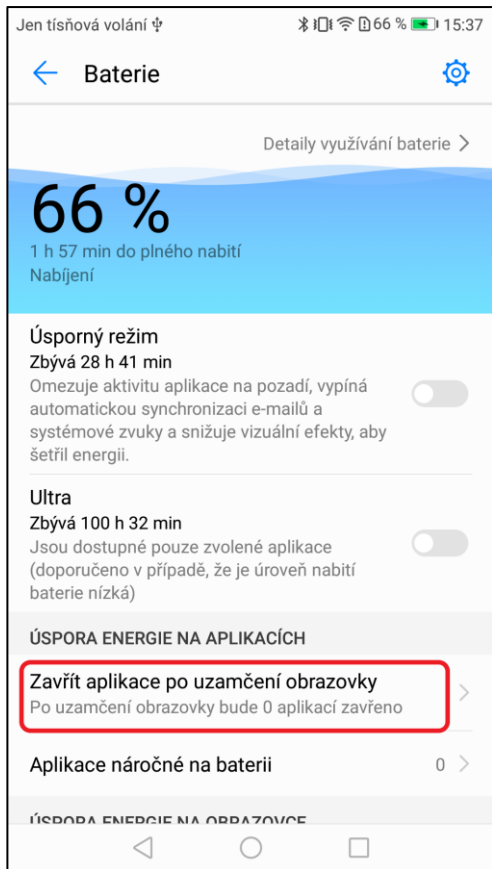 Jen tísňová volání 66 % 15:37
Baterie
Detaily využívání baterie
66 %
1 h 57 min do plného nabití
Nabíjení
Úsporný režim
Zbývá 28 h 41 min
Omezuje aktivitu aplikace na pozadí, vypíná
automatickou synchronizaci e-mailů a
systémové zvuky a snižuje vizuální efekty, aby
šetřil energii.
Ultra
Zbývá 100 h 32 min
Jsou dostupné pouze zvolené aplikace
(doporučeno v případě, že je úroveň nabití
baterie nízká)
ÚSPORA ENERGIE NA APLIKACÍCH
Zavřít aplikace po uzamčení obrazovky
Po uzamčení obrazovky bude 0 aplikací zavřeno
Aplikace náročné na baterii 0
ÚSPORA ENERGIE NA OBRAZOVCE